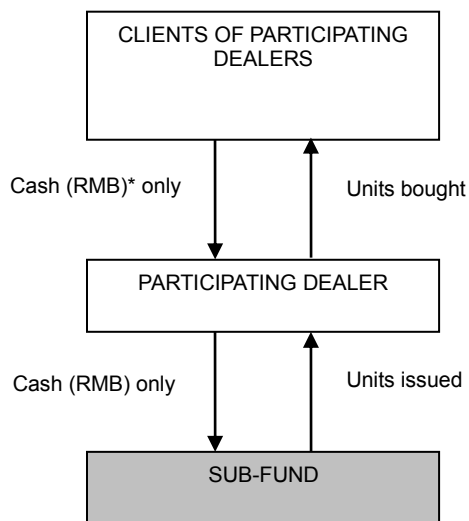 CLIENTS OF PARTICIPATING
DEALERS
Cash (RMB)* only
Units bought
PARTICIPATING DEALER
Cash (RMB) only
Units issued
SUB-FUND